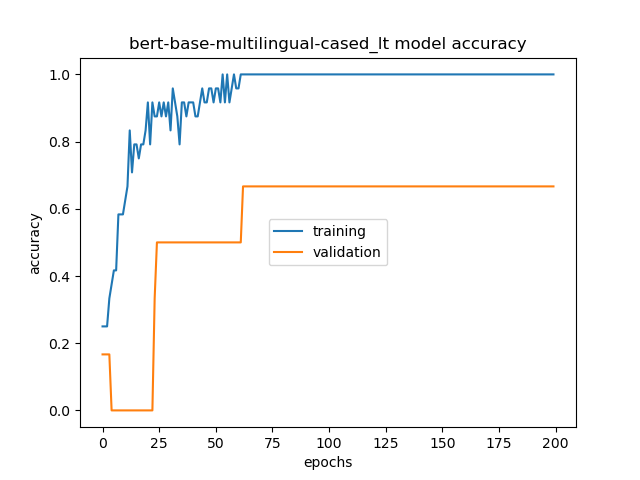 bert-base-multilingual-cased_lt model accuracy
1.0
0.8
0.6
0.4
0.2
0.0
accuracy
training
validation
0 25 50 75 100 125 150 175 200
epochs